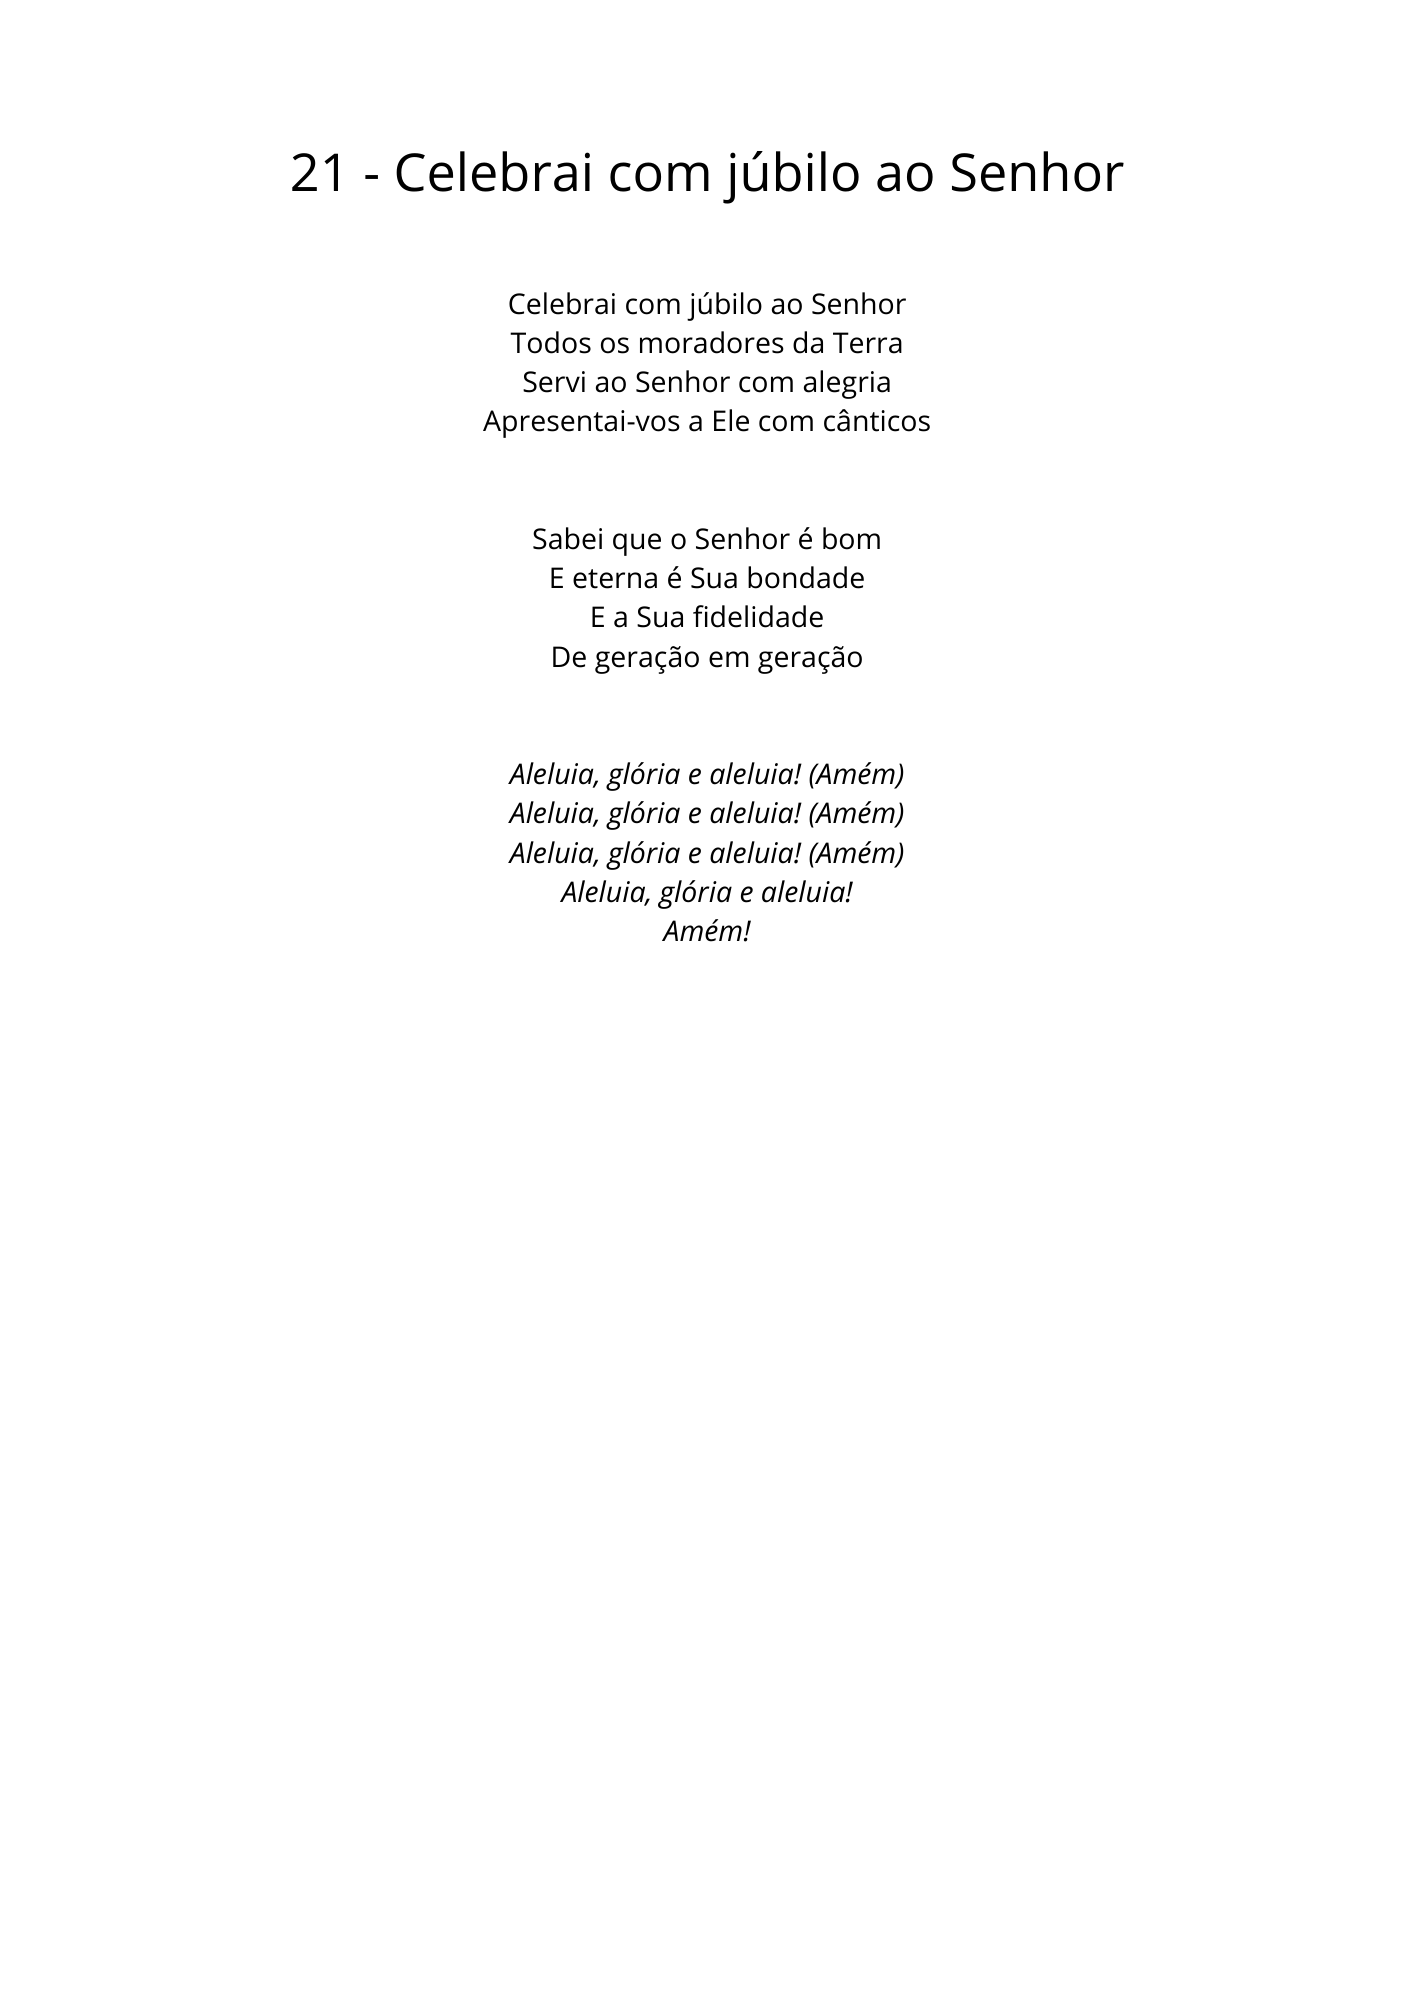 21 - Celebrai com júbilo ao Senhor
Celebrai com júbilo ao Senhor
Todos os moradores da Terra
Servi ao Senhor com alegria
Apresentai-vos a Ele com cânticos
Sabei que o Senhor é bom
E eterna é Sua bondade
E a Sua fidelidade
De geração em geração
Aleluia, glória e aleluia! (Amém)
Aleluia, glória e aleluia! (Amém)
Aleluia, glória e aleluia! (Amém)
Aleluia, glória e aleluia!
Amém!